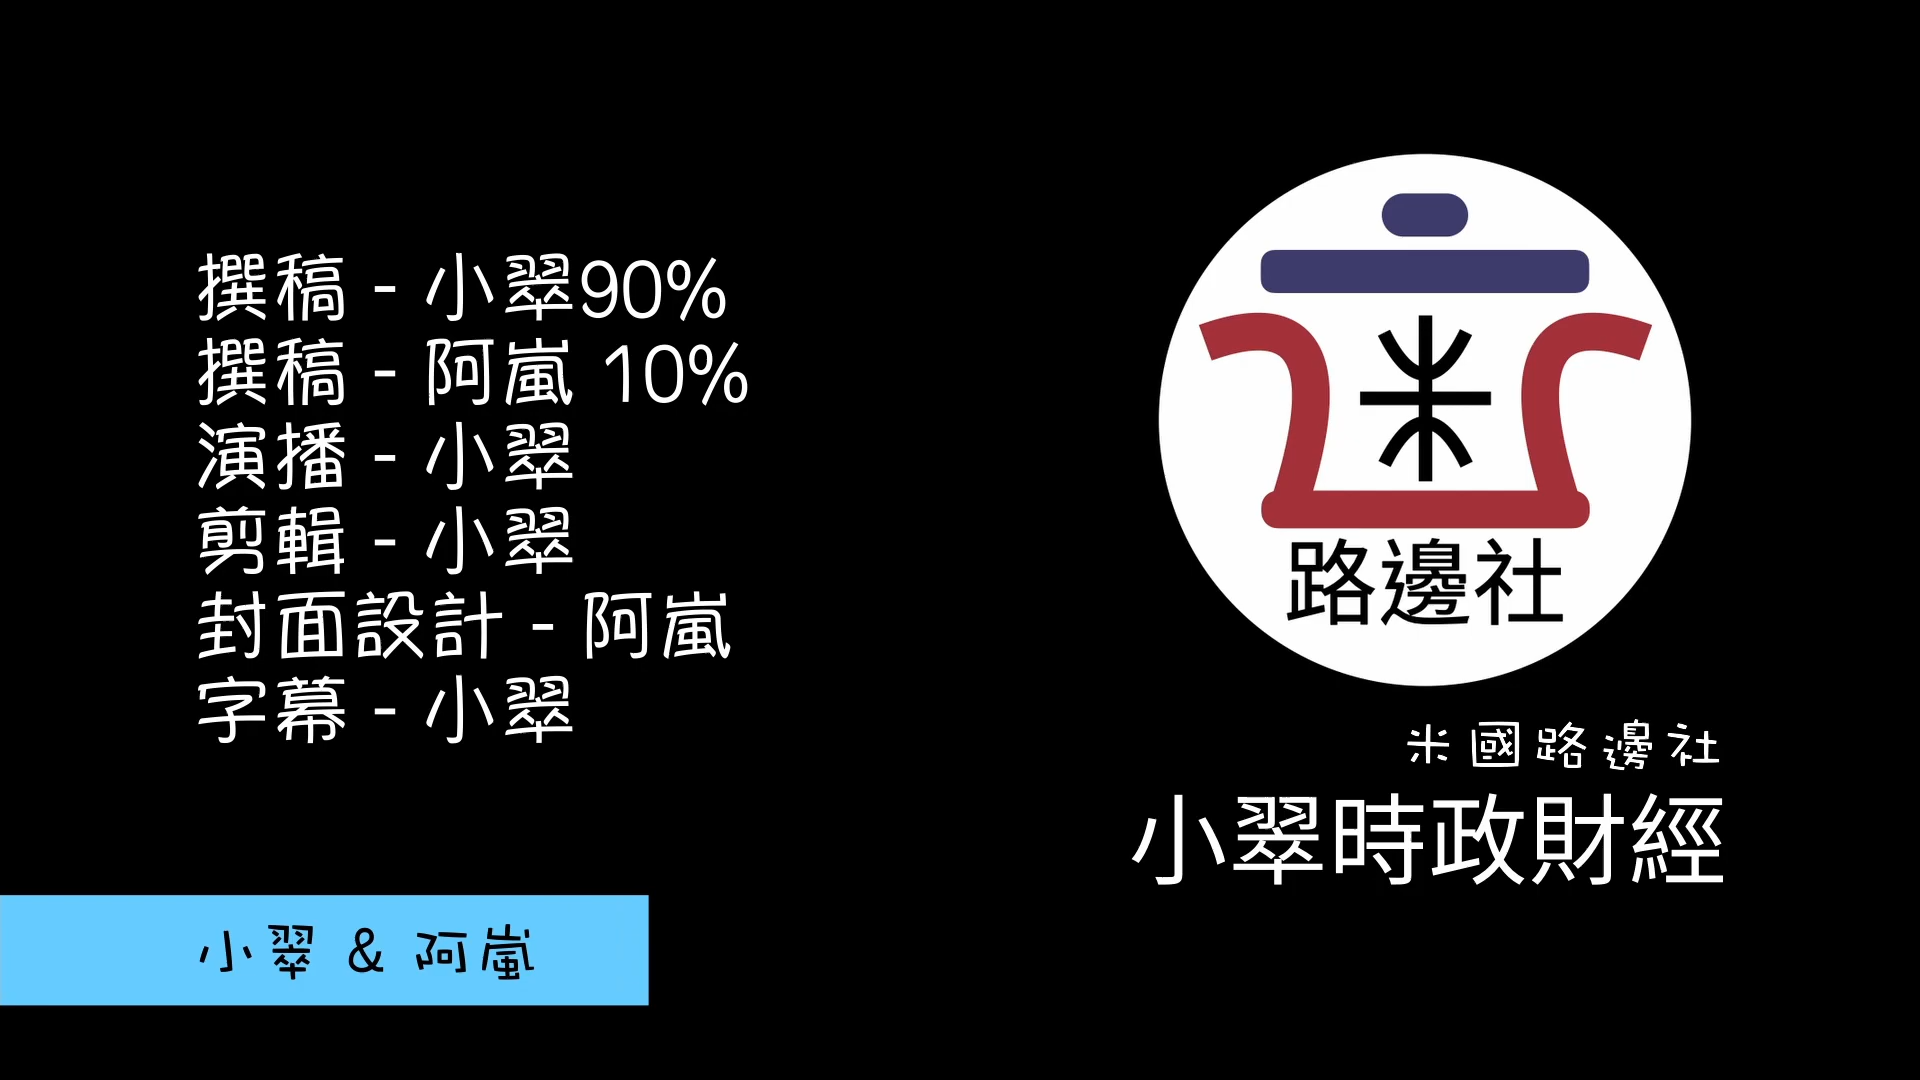 撰稿 - 小翠90%
撰稿 - 阿嵐 10%
演播 - 小翠
剪輯 - 小翠
封面設計 - 阿嵐
字幕 - 小翠
小翠 & 阿嵐
米
路邊社
米國路邊社
小翠時政財經